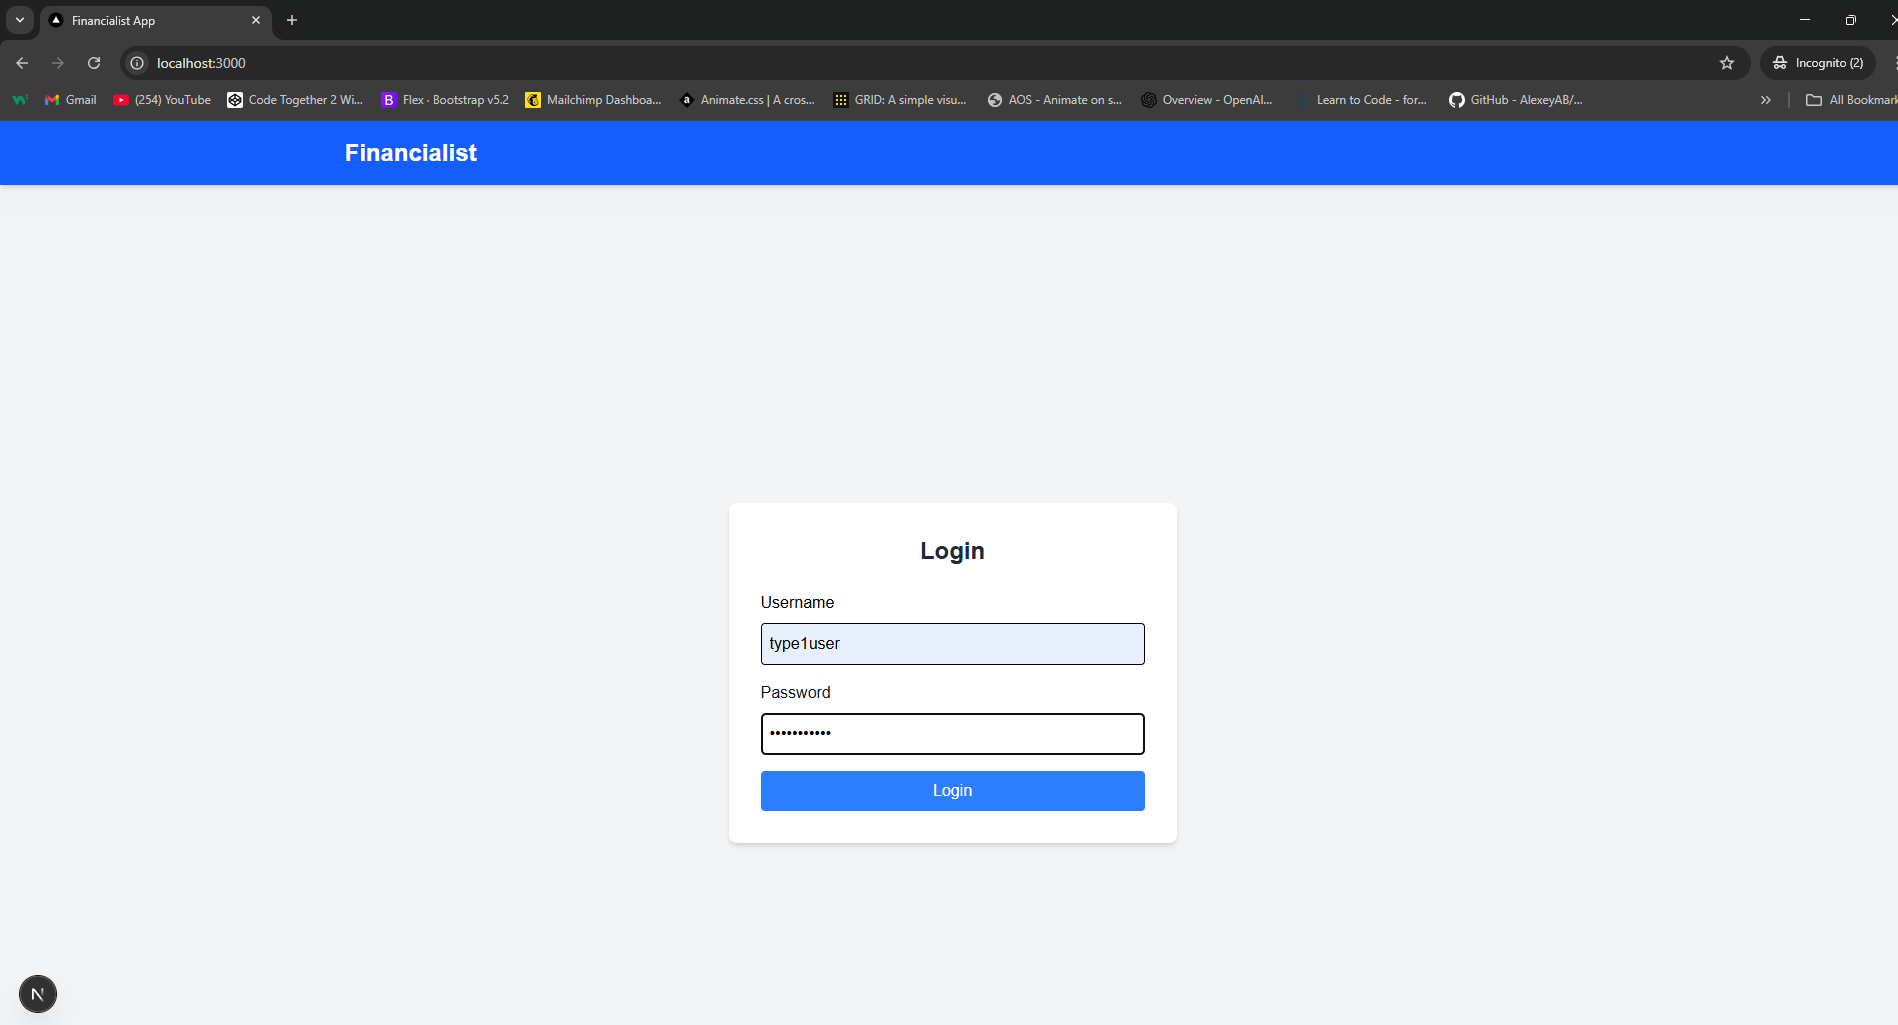 Financialist App
localhost:3000
Incognito (2)
Gmail
(254) YouTube
Code Together 2 Wi...
B
Flex · Bootstrap v5.2
Mailchimp Dashboa...
a
Animate.css | A cros...
GRID: A simple visu...
AOS - Animate on s...
Overview - OpenAI...
Learn to Code - for...
GitHub - AlexeyAB/...
All Bookmark
Financialist
Login
Username
type1user
Password
•••••••••••
Login
N